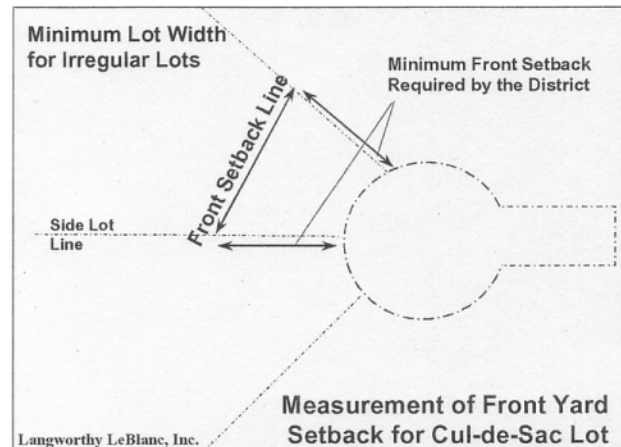 Minimum Lot Width
for Irregular Lots
Minimum Front Setback
Required by the District
Front Setback Line
Side Lot
Line
Measurement of Front Yard
Setback for Cul-de-Sac Lot
Langworthy LeBlanc, Inc.